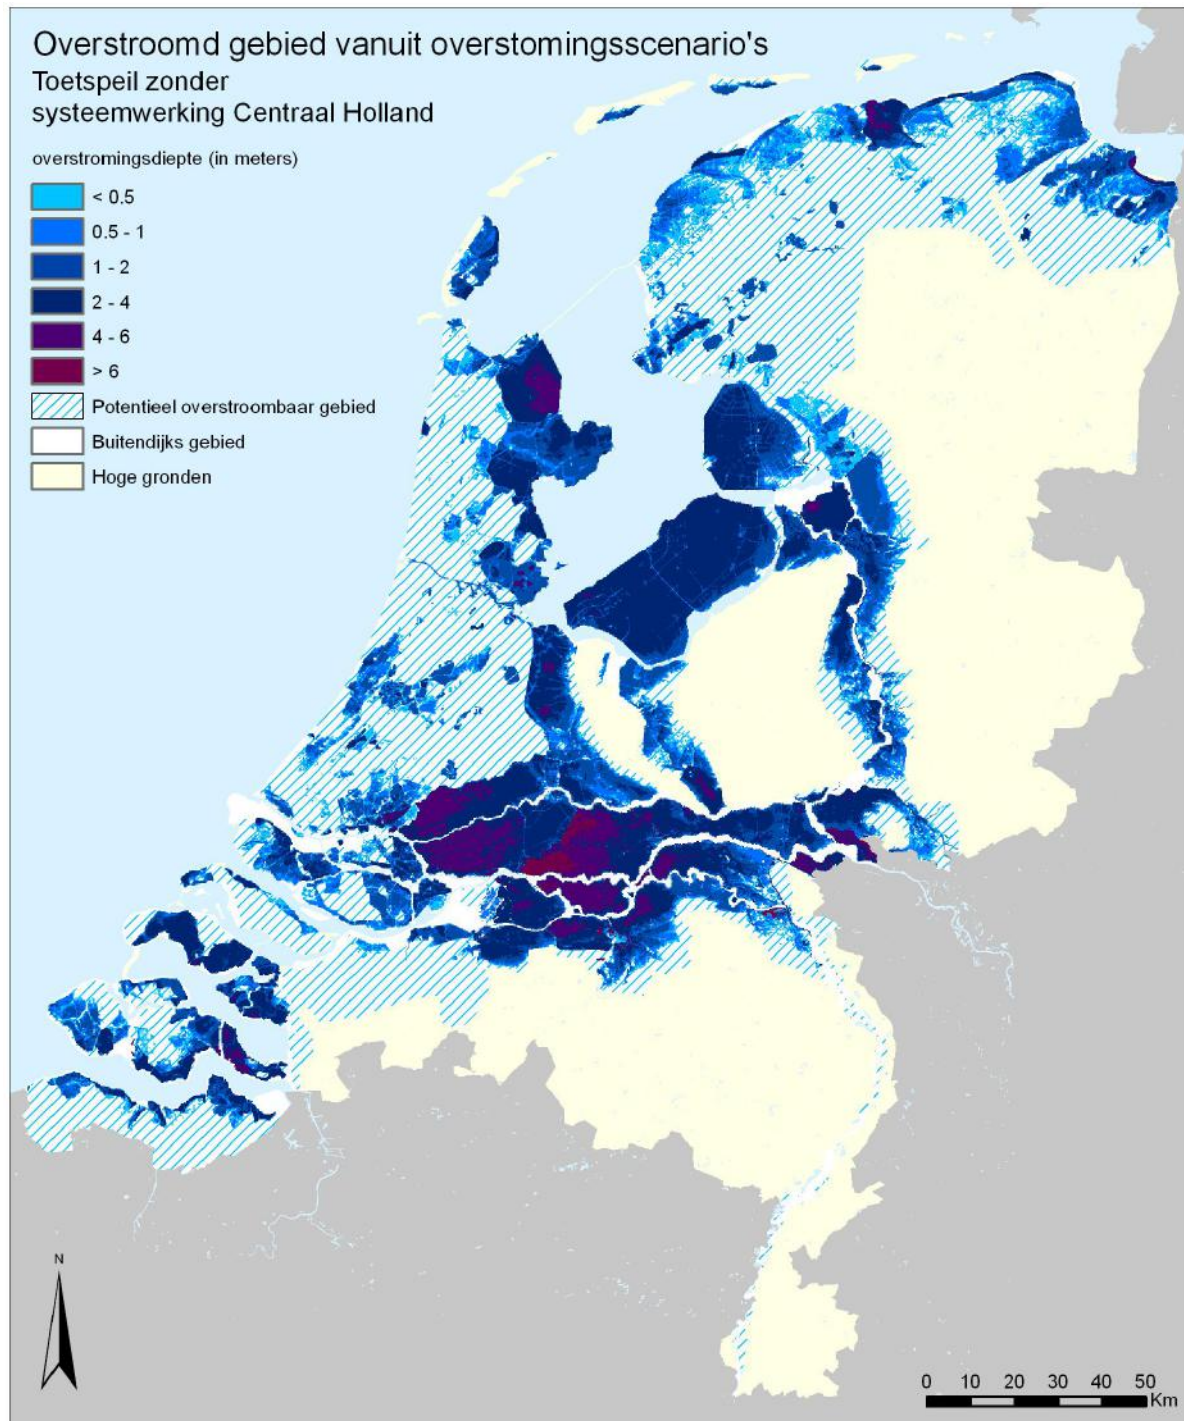 Overstroomd gebied vanuit overstomingsscenario's
Toetspeil zonder
systeemwerking Centraal Holland
overstromingsdiepte (in meters)
< 0.5
0.5 - 1
1 - 2
2 - 4
4 - 6
> 6
Potentieel overstroombaar gebied
Buitendijks gebied
Hoge gronden
N
0 10 20 30 40 50
Km